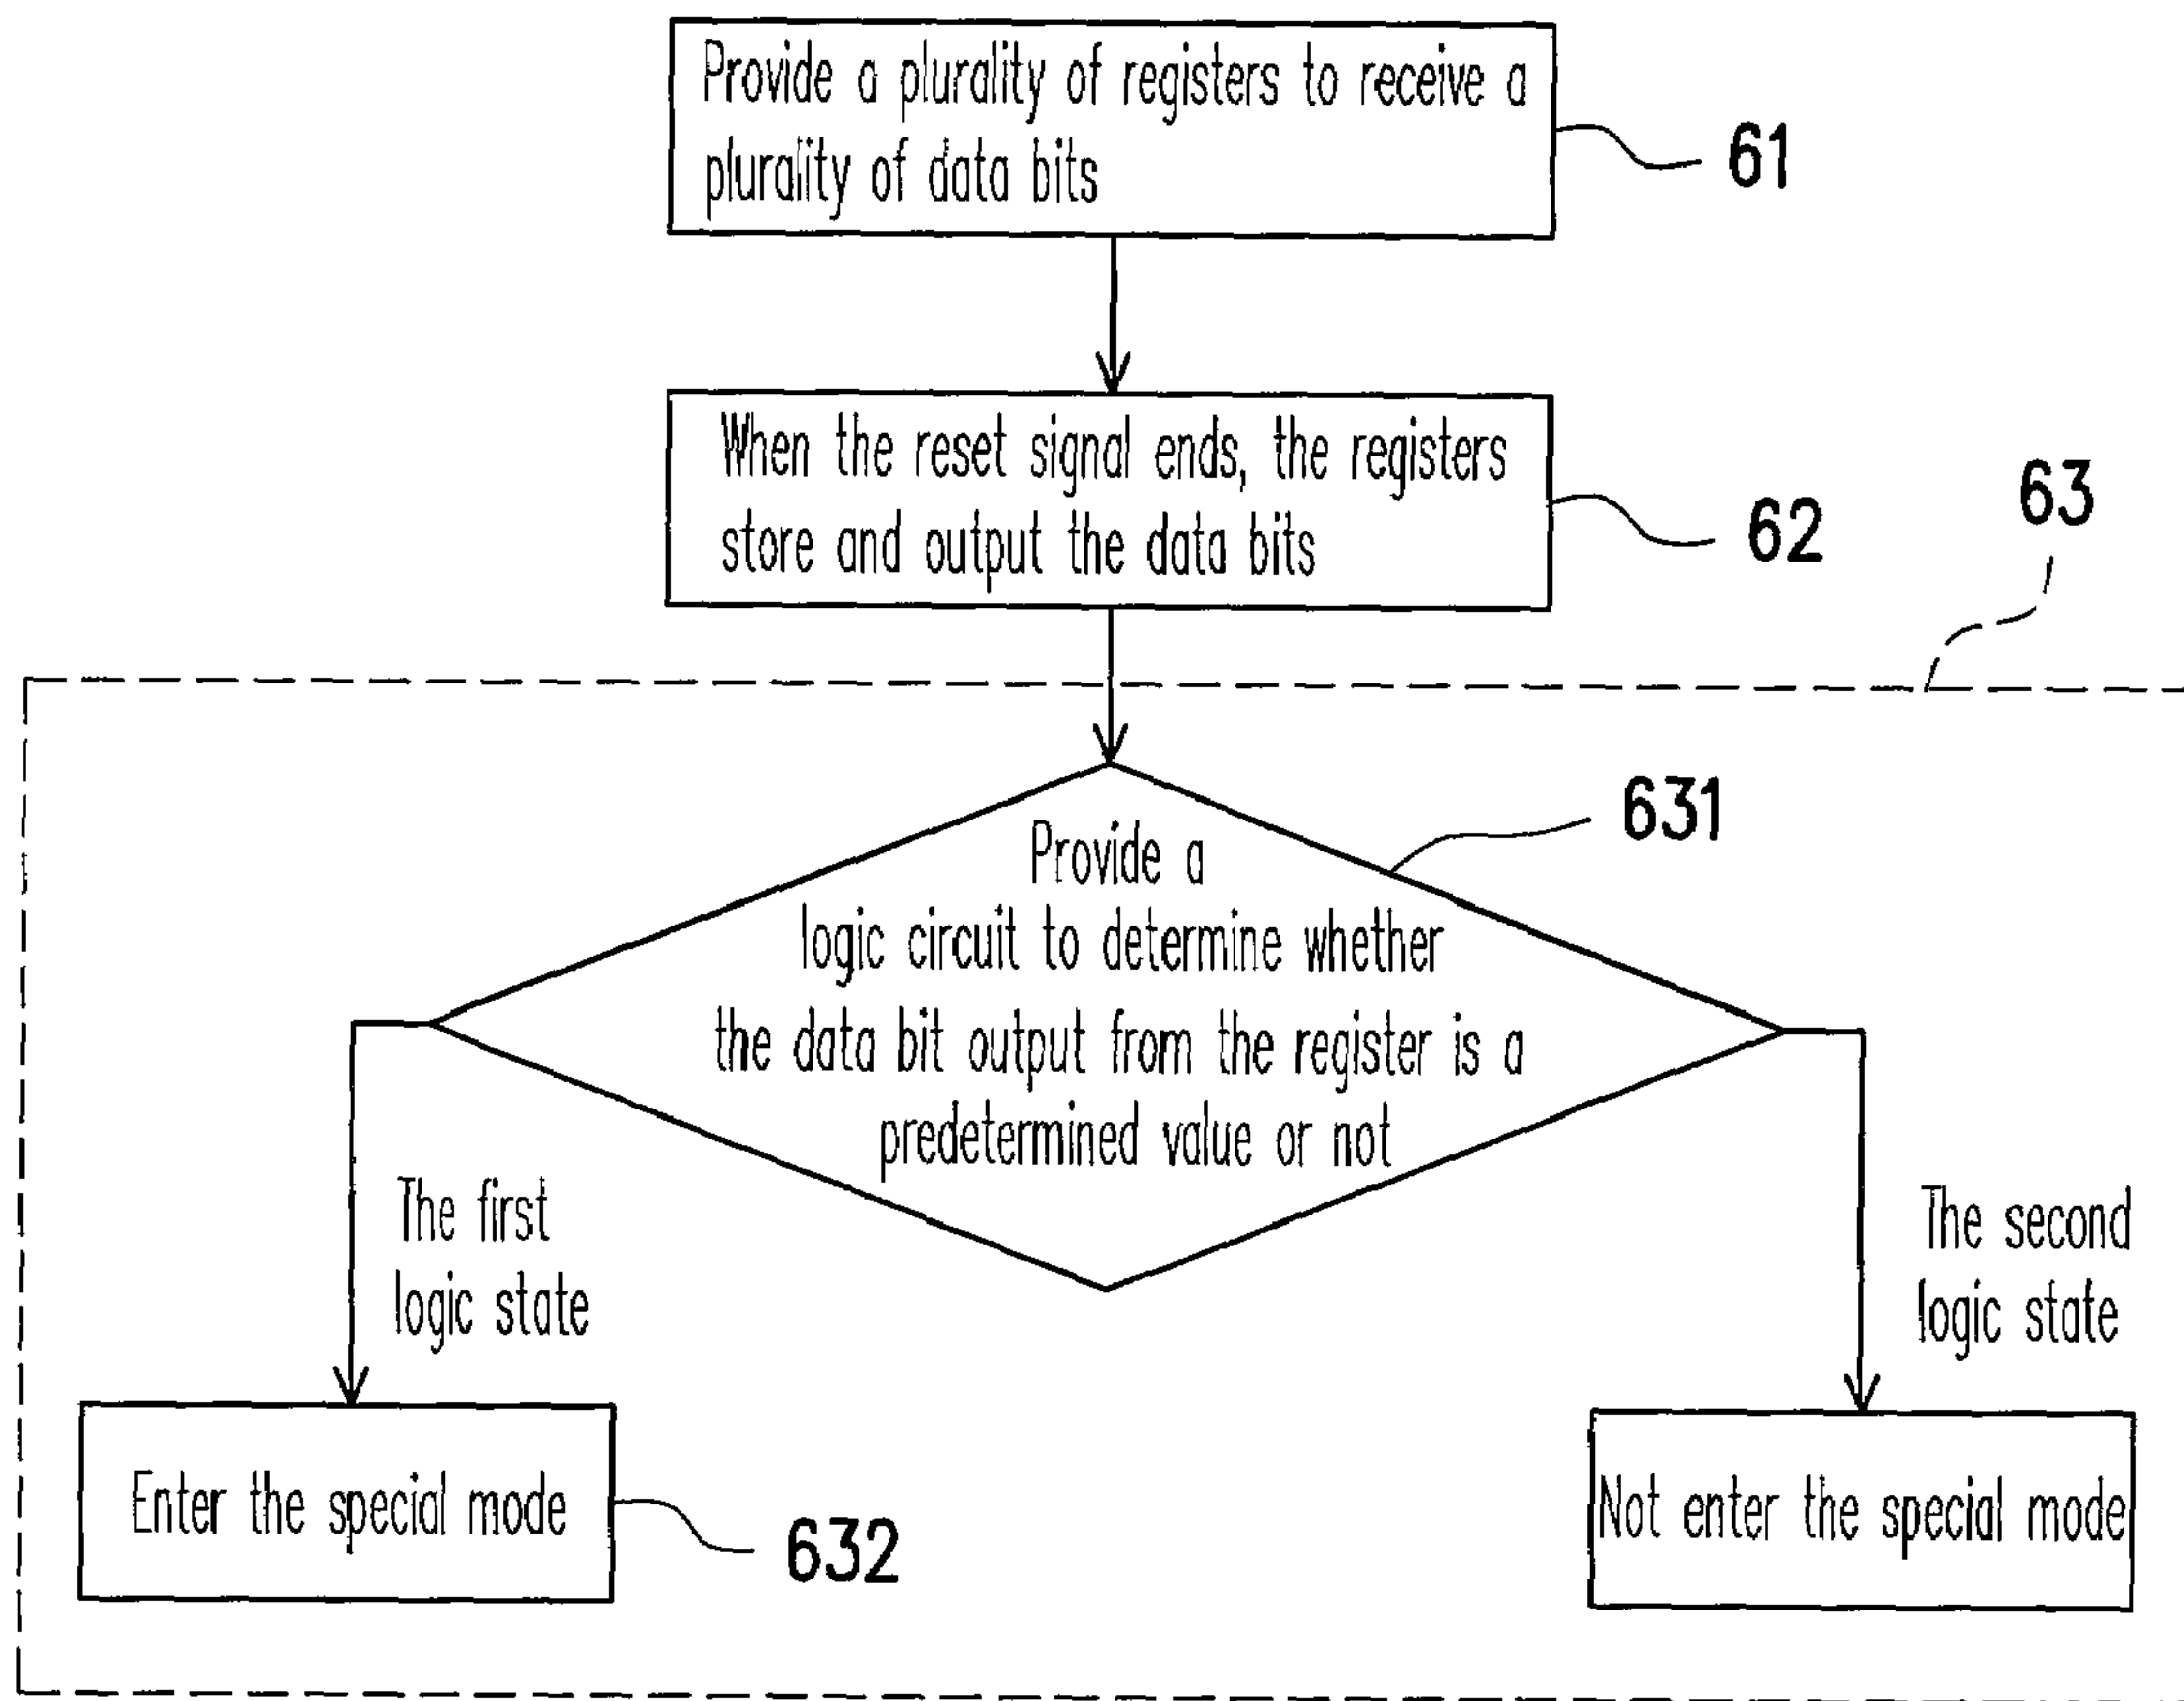 Provide a plurality of registers to receive a
plurality of data bits
61
When the reset signal ends, the registers
store and output the data bits
62
63
631
Provide a
logic circuit to determine whether
the data bit output from the register is a
predetermined value or not
The first
logic state
The second
logic state
Enter the special mode
632
Not enter the special mode